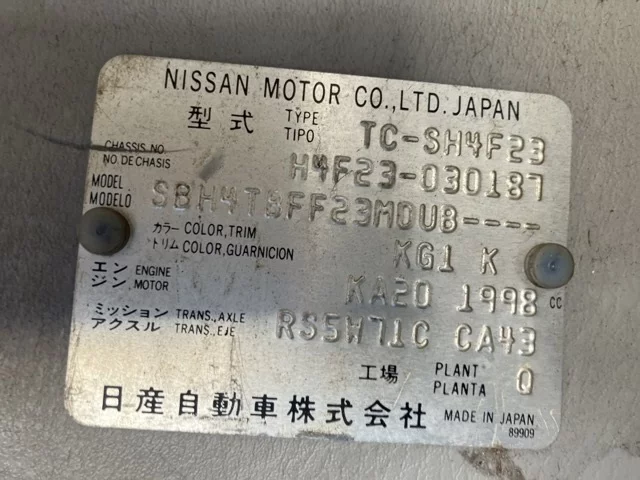 NISSAN MOTOR CO.,LTD. JAPAN
型式 TYPE TIPO TC-SH4F23
CHASSIS NO. NO. DE CHASIS H4F23-030187
MODEL MODELO SBH4TBFF23MDUB----
カラー COLOR, TRIM トリム COLOR, GUARNICION KG1 K
エンジン ENGINE MOTOR KA20 1998 CC
ミッション TRANS., AXLE アクスル TRANS., EJE RS5W71C CA43
工場 PLANT PLANTA Q
日産自動車株式会社 MADE IN JAPAN
89909